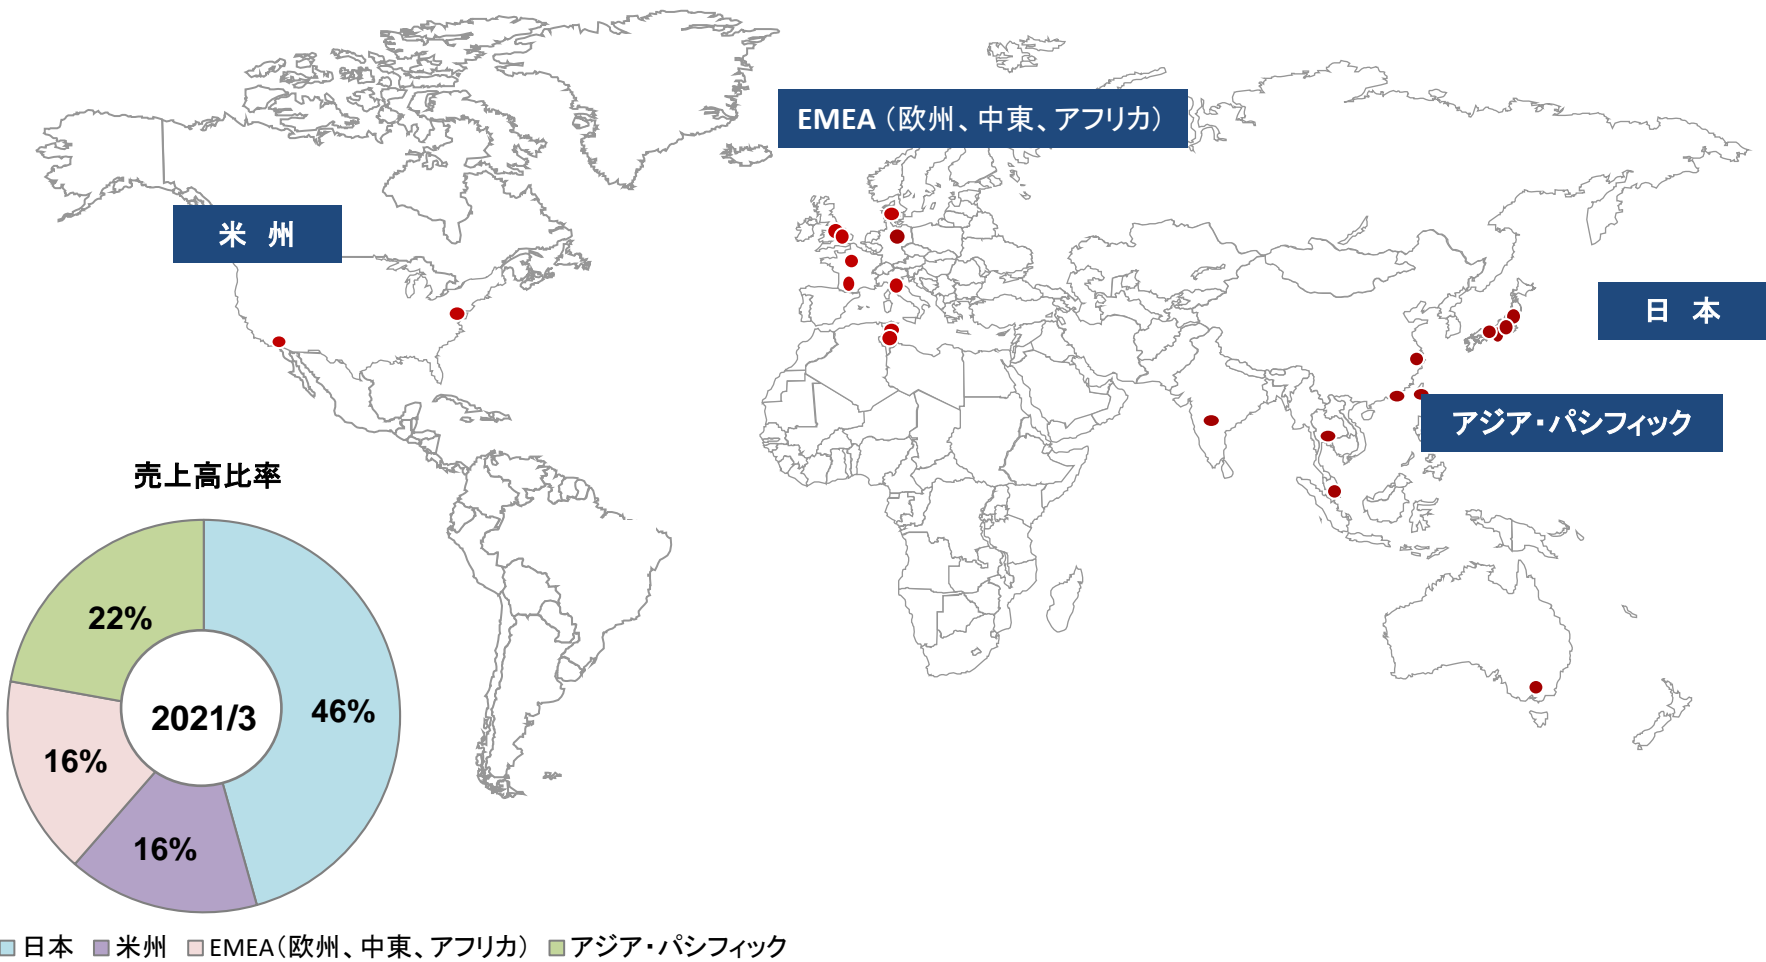 EMEA（欧州、中東、アフリカ）
米 州
日 本
アジア・パシフィック
売上高比率
22%
46%
2021/3
16%
16%
日本 米州 EMEA（欧州、中東、アフリカ） アジア・パシフィック